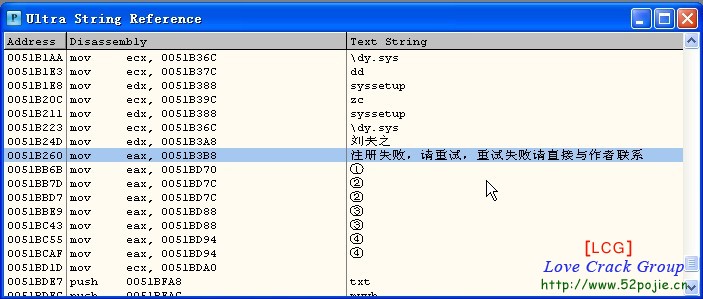 Ultra String Reference
Address Disassembly Text String
0051B1AA mov ecx, 0051B36C \dy.sys
0051B1E3 mov ecx, 0051B37C dd
0051B1E8 mov edx, 0051B388 syssetup
0051B20C mov ecx, 0051B39C zc
0051B211 mov edx, 0051B388 syssetup
0051B223 mov ecx, 0051B36C \dy.sys
0051B24D mov edx, 0051B3A8 刘夫之
0051B260 mov eax, 0051B3B8 注册失败，请重试，重试失败请直接与作者联系
0051BB6B mov eax, 0051BD70 ①
0051BB7D mov eax, 0051BD7C ②
0051BBD7 mov eax, 0051BD7C ②
0051BBE9 mov eax, 0051BD88 ③
0051BC43 mov eax, 0051BD88 ③
0051BC55 mov eax, 0051BD94 ④
0051BCAF mov eax, 0051BD94 ④
0051BD1D mov ecx, 0051BDA0
0051BDE7 push 0051BFA8 txt
[LCG]
Love Crack Group
http://www.52pojie.cn